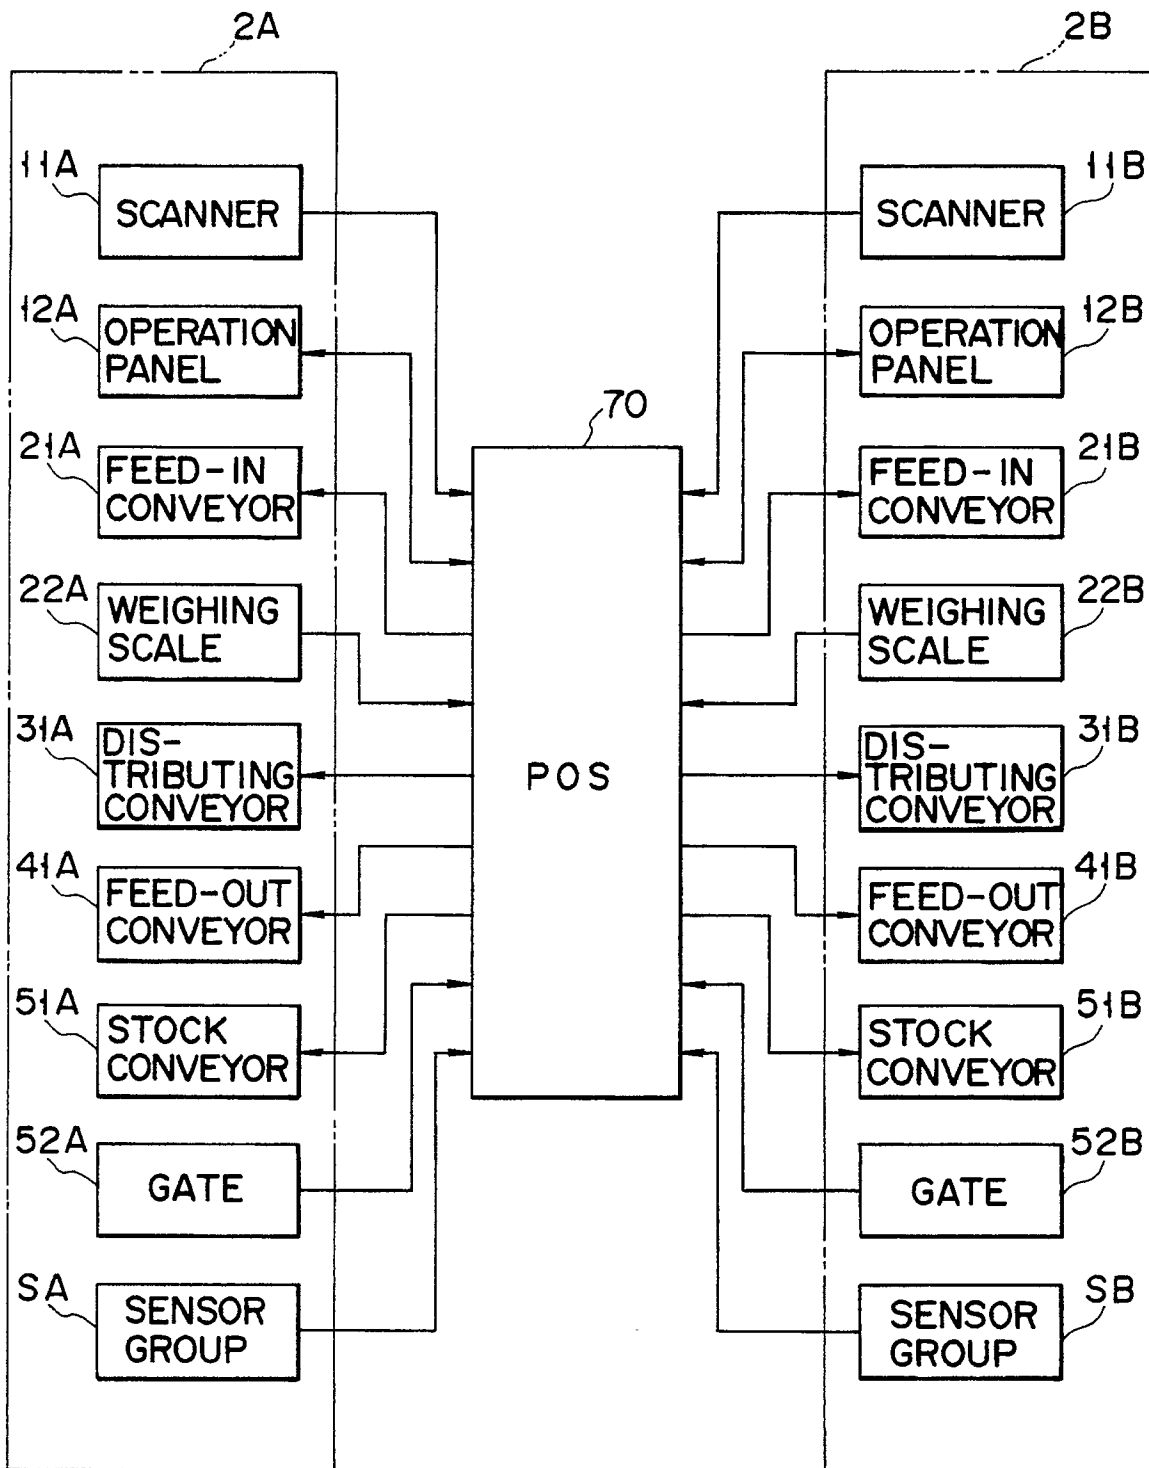 2A
2B
11A
SCANNER
SCANNER
11B
12A
OPERATION
PANEL
OPERATION
PANEL
12B
70
21A
FEED-IN
CONVEYOR
FEED-IN
CONVEYOR
21B
22A
WEIGHING
SCALE
WEIGHING
SCALE
22B
31A
DIS-
TRIBUTING
CONVEYOR
POS
DIS-
TRIBUTING
CONVEYOR
31B
41A
FEED-OUT
CONVEYOR
FEED-OUT
CONVEYOR
41B
51A
STOCK
CONVEYOR
STOCK
CONVEYOR
51B
52A
GATE
GATE
52B
SA
SENSOR
GROUP
SENSOR
GROUP
SB